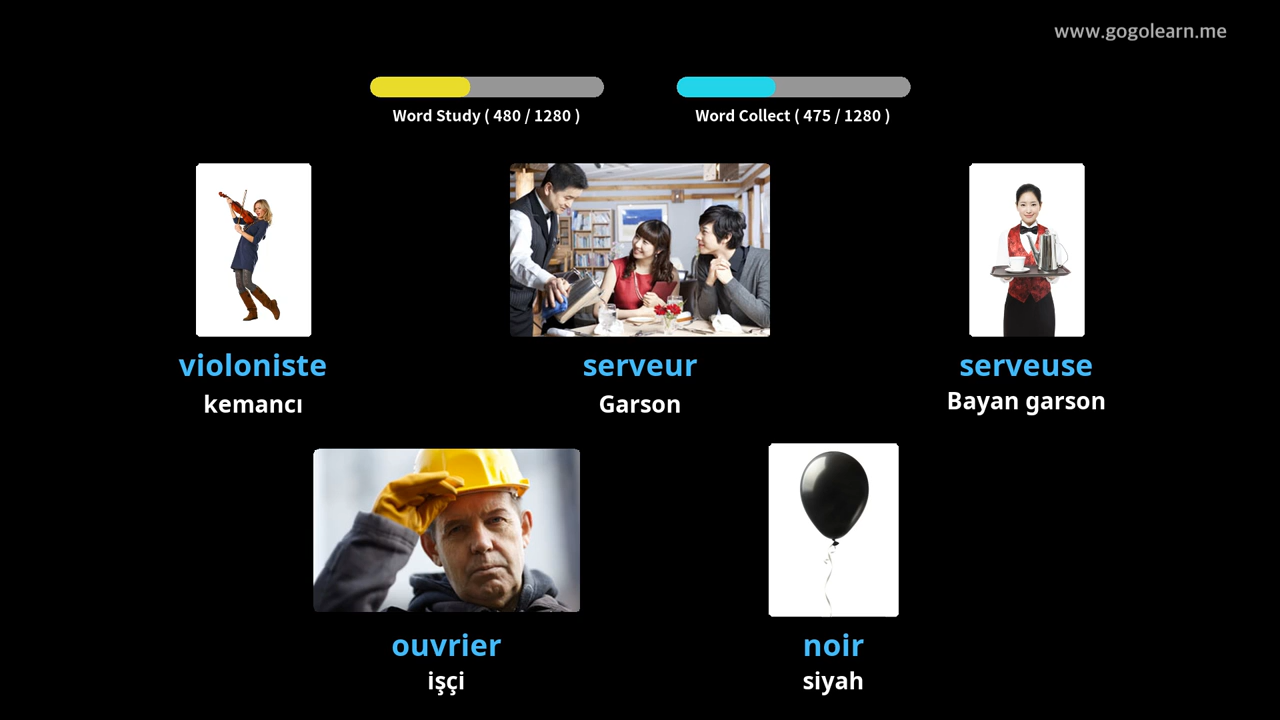 www.gogolearn.me
Word Study ( 480 / 1280 )
Word Collect ( 475 / 1280 )
violoniste
kemancı
serveur
Garson
serveuse
Bayan garson
ouvrier
işçi
noir
siyah